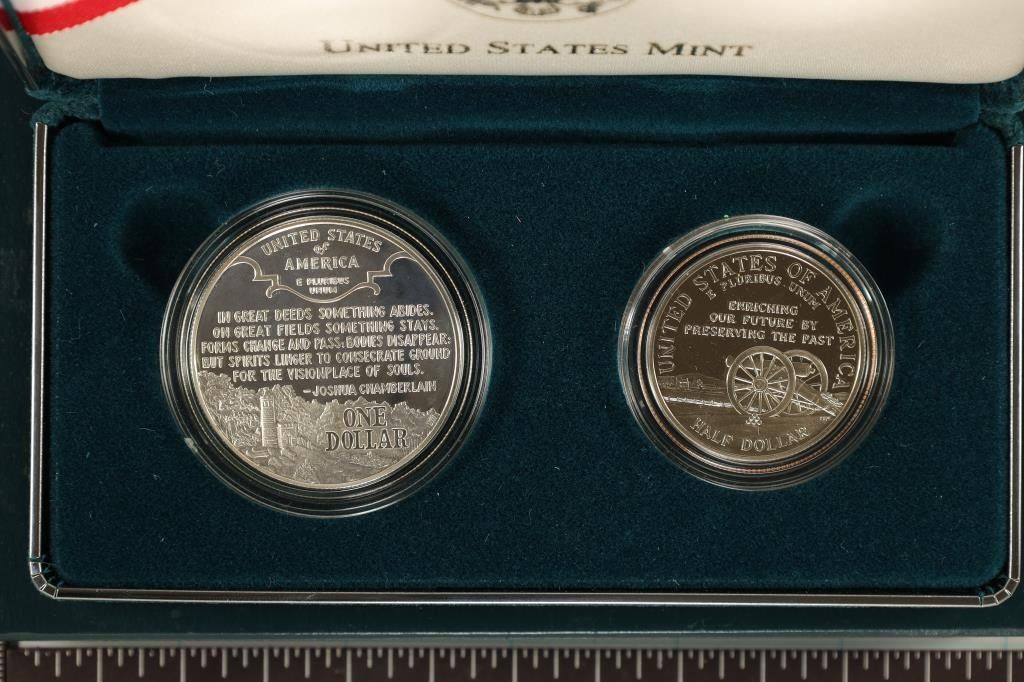 UNITED STATES MINT
UNITED STATES
of
AMERICA
E PLURIBUS
UNUM
IN GREAT DEEDS SOMETHING ABIDES.
ON GREAT FIELDS SOMETHING STAYS.
FORMS CHANGE AND PASS; BODIES DISAPPEAR;
BUT SPIRITS LINGER TO CONSECRATE GROUND
FOR THE VISIONPLACE OF SOULS.
-JOSHUA CHAMBERLAIN
ONE
DOLLAR
UNITED STATES OF AMERICA
E PLURIBUS UNUM
ENRICHING
OUR FUTURE BY
PRESERVING THE PAST
HALF DOLLAR